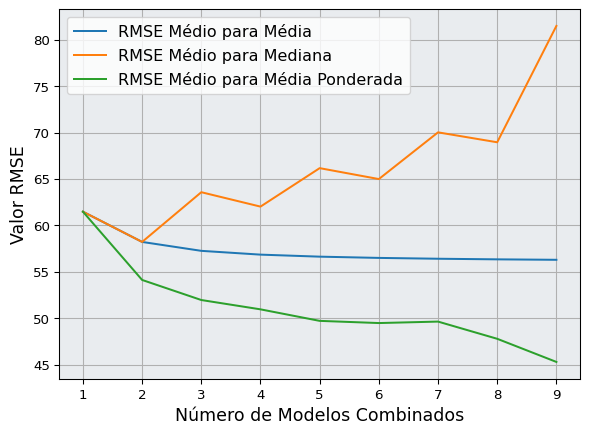 RMSE Médio para Média
RMSE Médio para Mediana
RMSE Médio para Média Ponderada
Valor RMSE
80
75
70
65
60
55
50
45
1 2 3 4 5 6 7 8 9
Número de Modelos Combinados